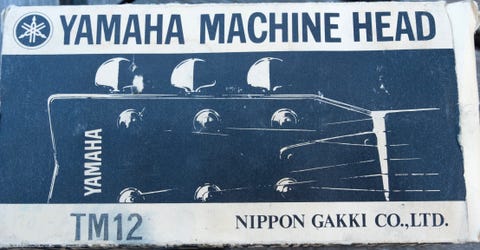 YAMAHA MACHINE HEAD
YAMAHA
TM12
NIPPON GAKKI CO.,LTD.